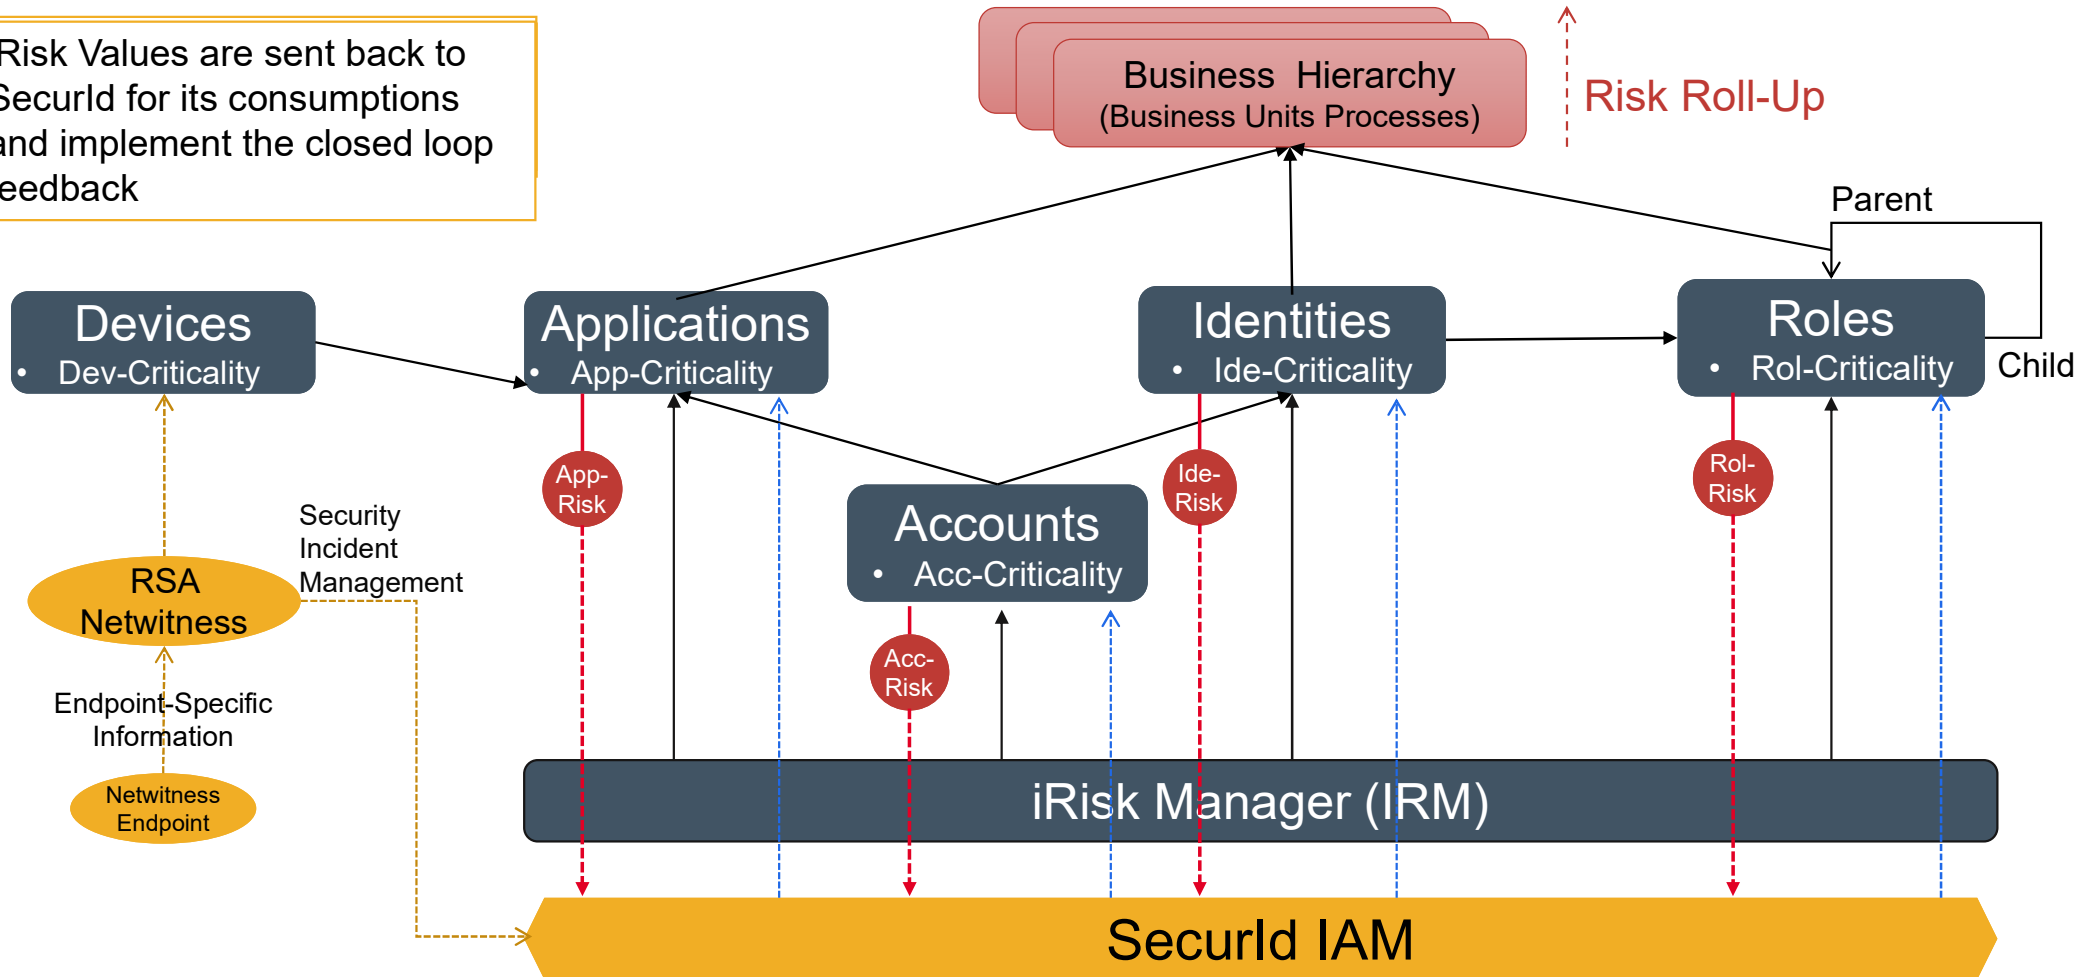 Risk Values are sent back to
SecurId for its consumptions
and implement the closed loop
eedback
Business Hierarchy
(Business Units Processes)
Risk Roll-Up
Parent
Child
Devices
• Dev-Criticality
Applications
• App-Criticality
Identities
• Ide-Criticality
Roles
• Rol-Criticality
App-
Risk
Ide-
Risk
Rol-
Risk
Accounts
• Acc-Criticality
Acc-
Risk
Security
Incident
Management
RSA
Netwitness
Endpoint-Specific
Information
Netwitness
Endpoint
iRisk Manager (IRM)
SecurId IAM